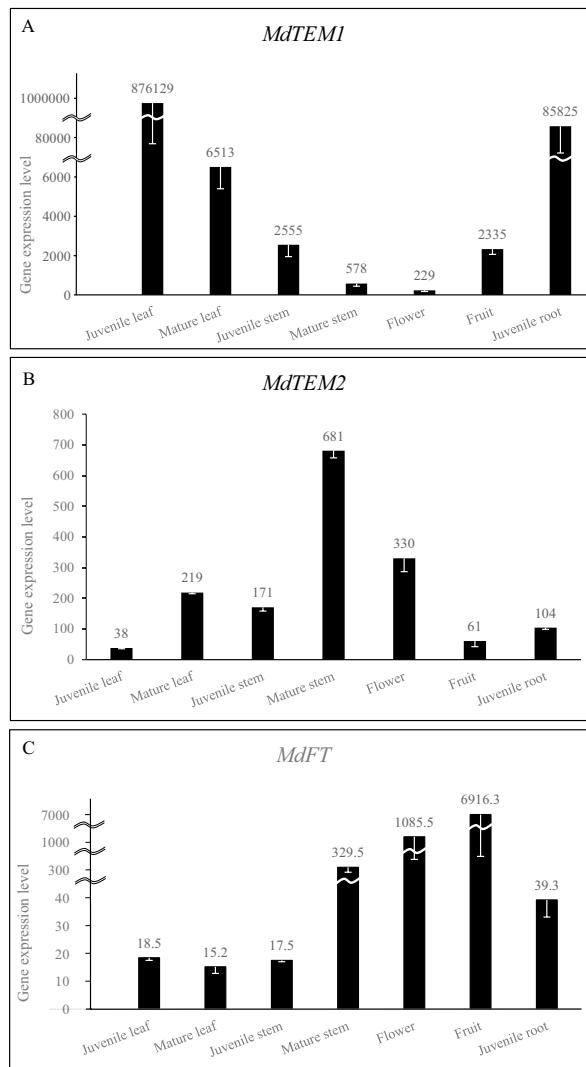 A
MdTEM1
Gene expression level
1000000
80000
6000
4000
2000
0
876129
6513
2555
578
229
2335
85825
Juvenile leaf
Mature leaf
Juvenile stem
Mature stem
Flower
Fruit
Juvenile root
B
MdTEM2
Gene expression level
800
700
600
500
400
300
200
100
0
38
219
171
681
330
61
104
Juvenile leaf
Mature leaf
Juvenile stem
Mature stem
Flower
Fruit
Juvenile root
C
MdFT
Gene expression level
7000
1000
300
40
30
20
10
0
18.5
15.2
17.5
329.5
1085.5
6916.3
39.3
Juvenile leaf
Mature leaf
Juvenile stem
Mature stem
Flower
Fruit
Juvenile root